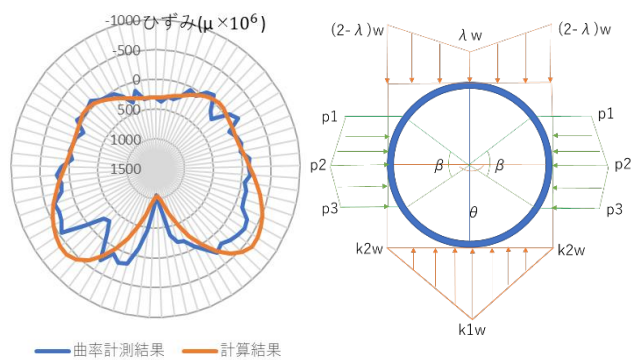 ひずみ(μ×10⁶)
-1000
-500
0
500
1000
1500
曲率計測結果
計算結果
(2-λ)w
λw
(2-λ)w
p1
p1
p2
β
β
p2
p3
θ
p3
k2w
k2w
k1w